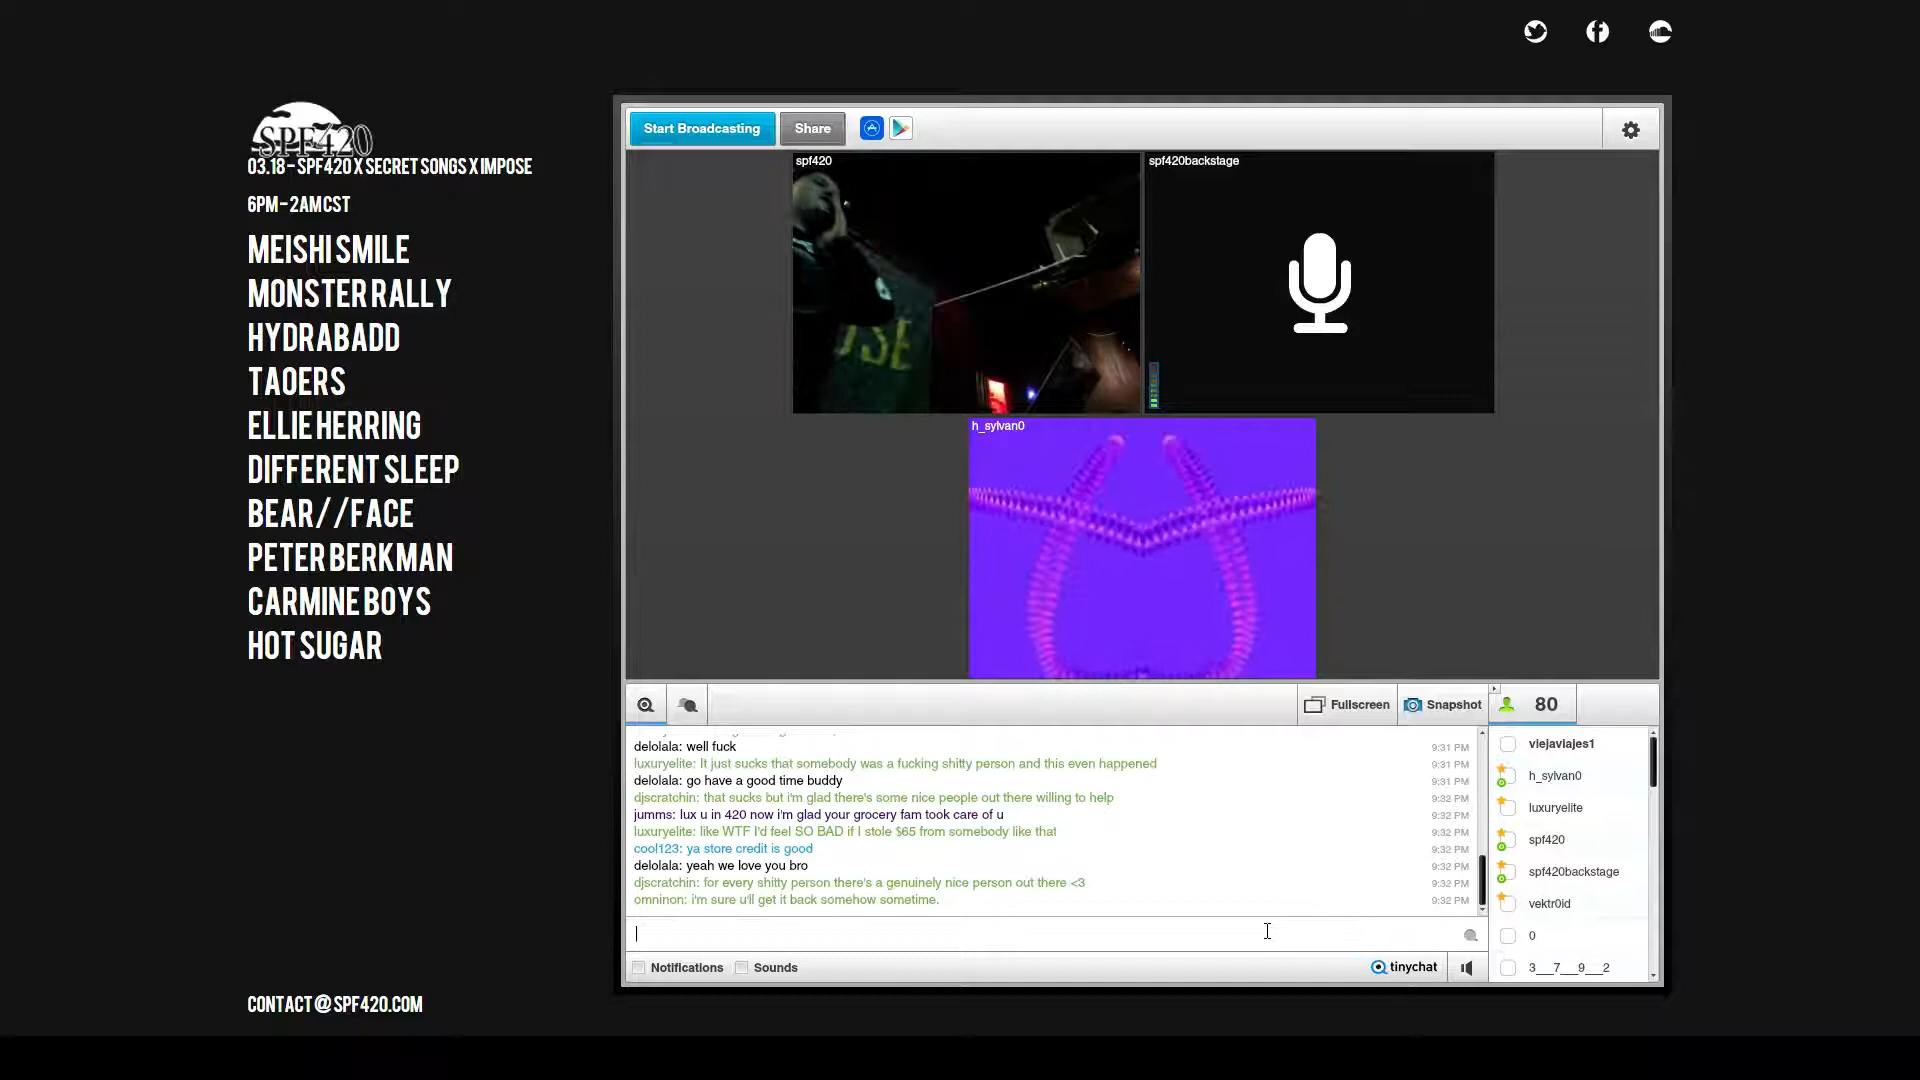 SPF420
03.18 - SPF420 X SECRET SONGS X IMPOSE
6PM - 2AM CST
MEISHI SMILE
MONSTER RALLY
HYDRABADD
TAOERS
ELLIE HERRING
DIFFERENT SLEEP
BEAR//FACE
PETER BERKMAN
CARMINE BOYS
HOT SUGAR
CONTACT@SPF420.COM
Start Broadcasting
Share
spf420
spf420backstage
h_sylvan0
Fullscreen
Snapshot
80
delolala: well fuck 9:31 PM
luxuryelite: It just sucks that somebody was a fucking shitty person and this even happened 9:31 PM
delolala: go have a good time buddy 9:31 PM
djscratchin: that sucks but i'm glad there's some nice people out there willing to help 9:32 PM
jumms: lux u in 420 now i'm glad your grocery fam took care of u 9:32 PM
luxuryelite: like WTF I'd feel SO BAD if I stole $65 from somebody like that 9:32 PM
cool123: ya store credit is good 9:32 PM
delolala: yeah we love you bro 9:32 PM
djscratchin: for every shitty person there's a genuinely nice person out there <3 9:32 PM
omninon: i'm sure u'll get it back somehow sometime. 9:32 PM
Notifications
Sounds
tinychat
viejaviajes1
h_sylvan0
luxuryelite
spf420
spf420backstage
vektr0id
0
3__7__9__2